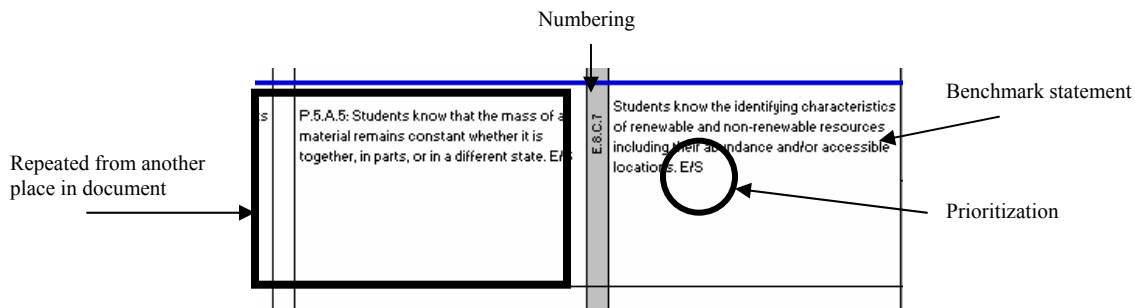 Numbering
Benchmark statement
Repeated from another
place in document
P.5.A.5: Students know that the mass of a
material remains constant whether it is
together, in parts, or in a different state. E/S
E.8.C.7
Students know the identifying characteristics
of renewable and non-renewable resources
including their abundance and/or accessible
locations. E/S
Prioritization